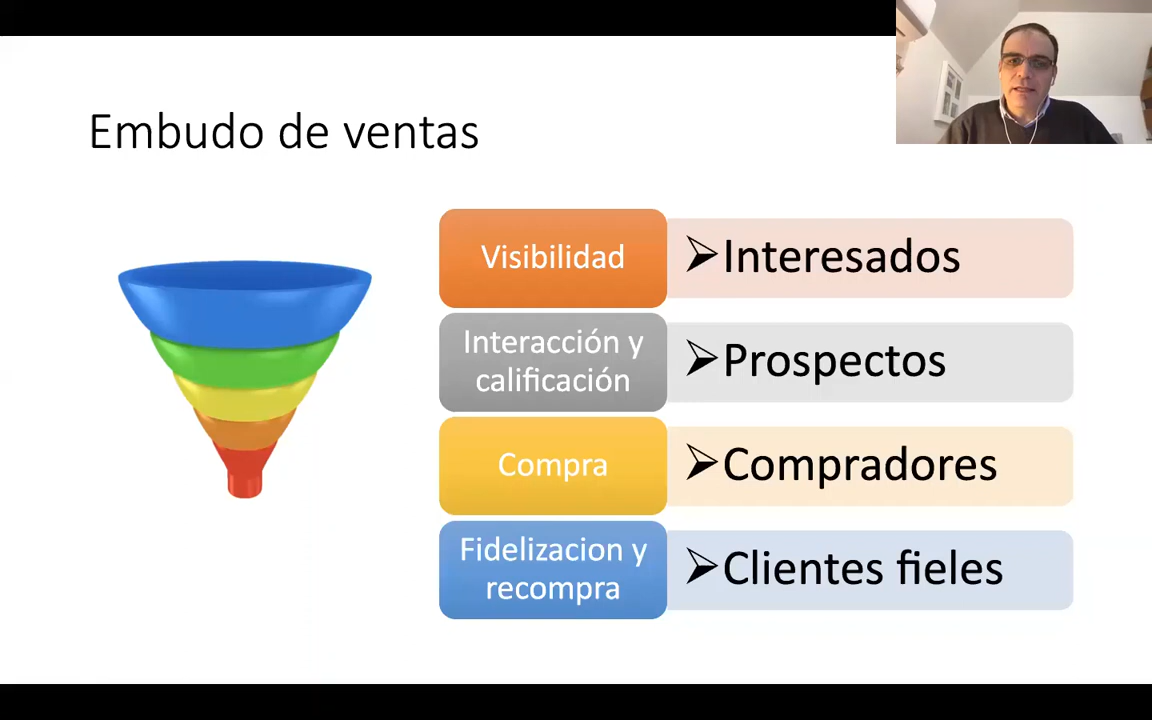 Embudo de ventas
Visibilidad
➢Interesados
Interacción y
calificación
➢Prospectos
Compra
➢Compradores
Fidelizacion y
recompra
➢Clientes fieles